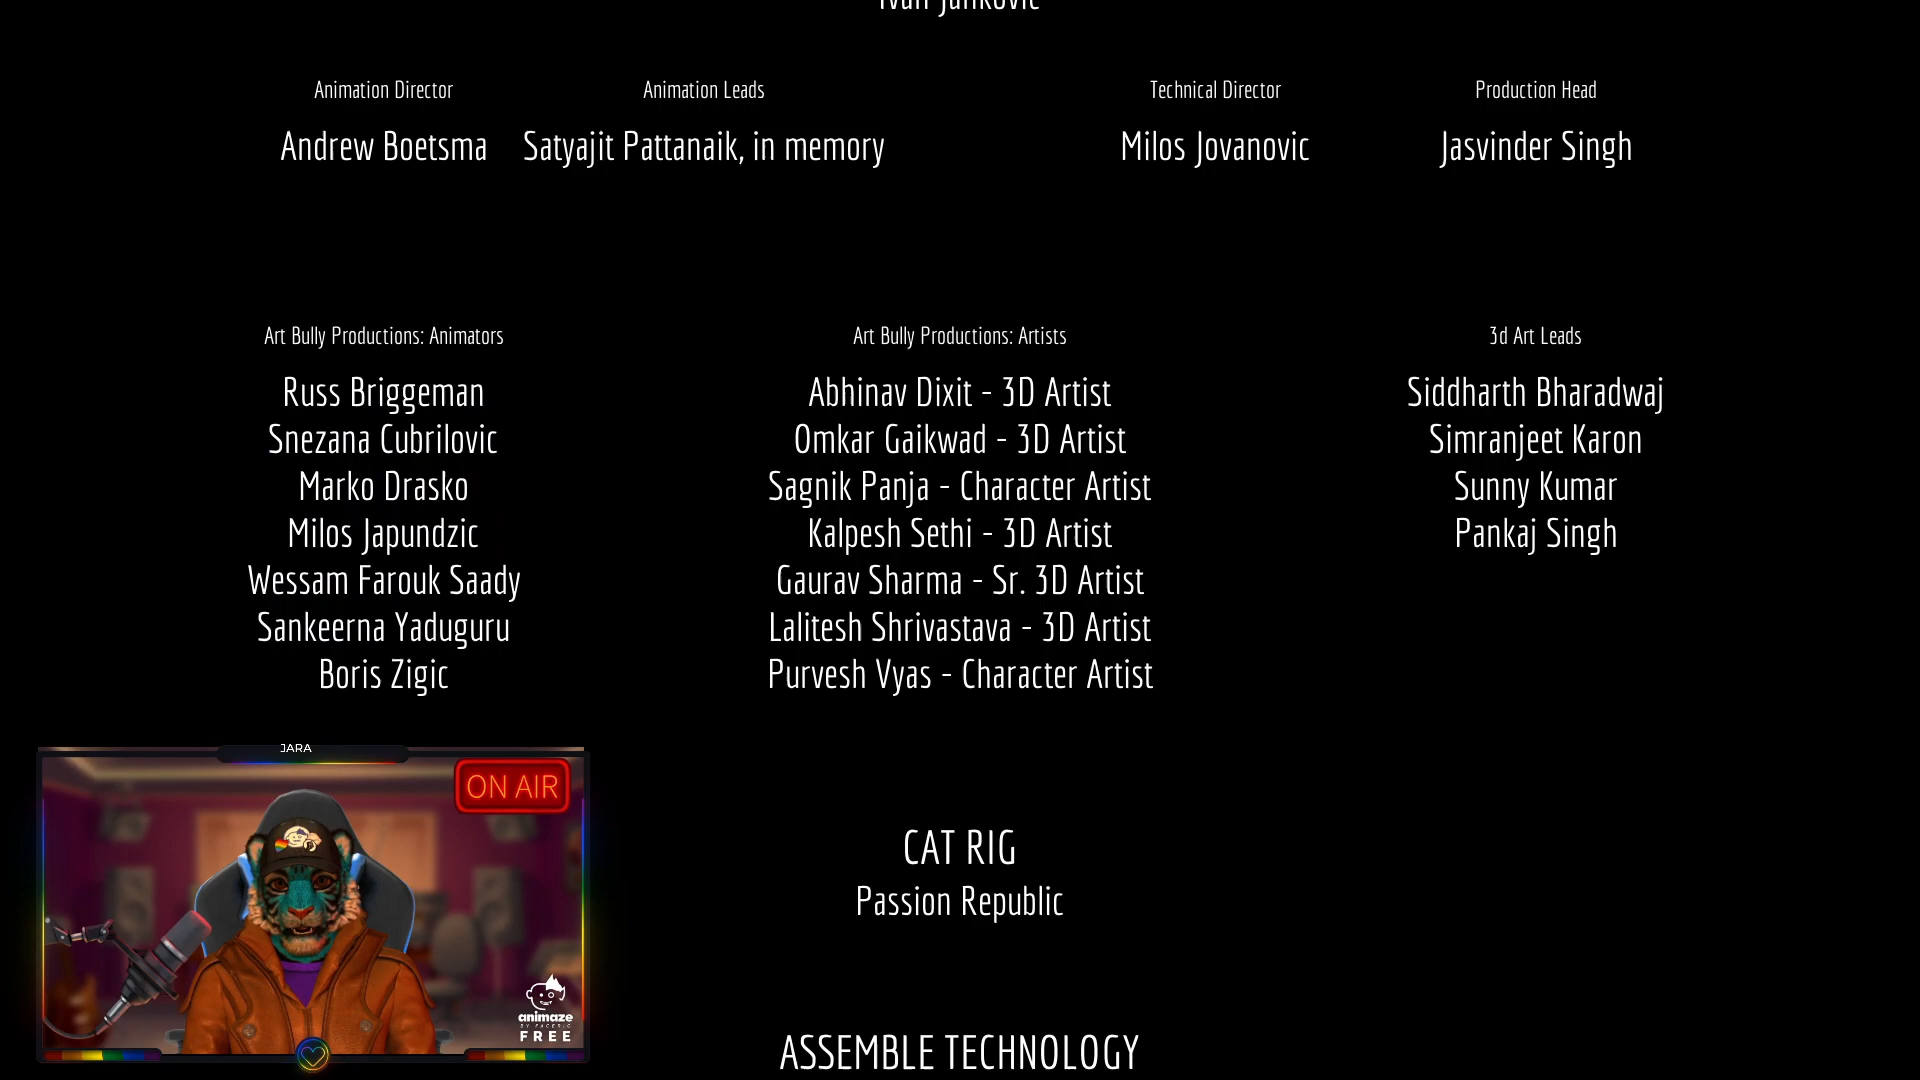 Ivan Jankovic
Animation Director
Andrew Boetsma
Animation Leads
Satyajit Pattanaik, in memory
Technical Director
Milos Jovanovic
Production Head
Jasvinder Singh
Art Bully Productions: Animators
Russ Briggeman
Snezana Cubrilovic
Marko Drasko
Milos Japundzic
Wessam Farouk Saady
Sankeerna Yaduguru
Boris Zigic
Art Bully Productions: Artists
Abhinav Dixit - 3D Artist
Omkar Gaikwad - 3D Artist
Sagnik Panja - Character Artist
Kalpesh Sethi - 3D Artist
Gaurav Sharma - Sr. 3D Artist
Lalitesh Shrivastava - 3D Artist
Purvesh Vyas - Character Artist
3d Art Leads
Siddharth Bharadwaj
Simranjeet Karon
Sunny Kumar
Pankaj Singh
JARA
ON AIR
animaze
BY FACERIG
FREE
CAT RIG
Passion Republic
ASSEMBLE TECHNOLOGY